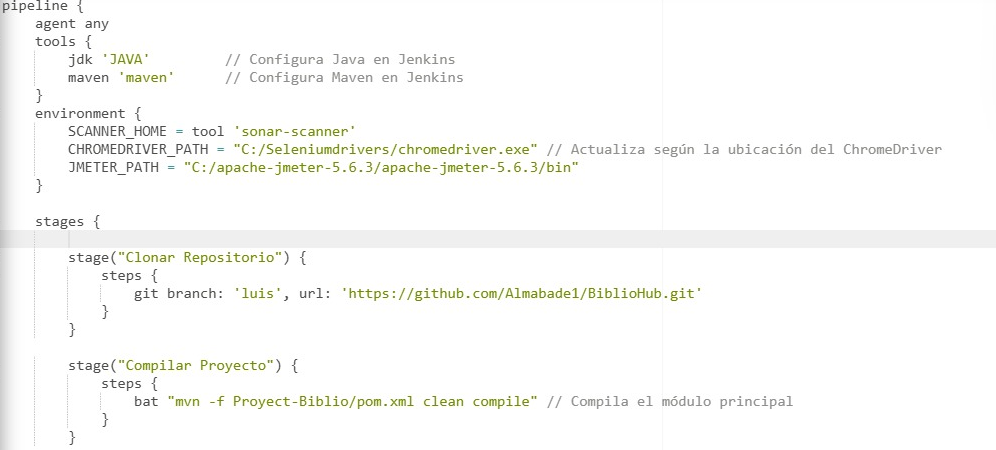 pipeline {
    agent any
    tools {
        jdk 'JAVA'         // Configura Java en Jenkins
        maven 'maven'      // Configura Maven en Jenkins
    }
    environment {
        SCANNER_HOME = tool 'sonar-scanner'
        CHROMEDRIVER_PATH = "C:/Seleniumdrivers/chromedriver.exe" // Actualiza según la ubicación del ChromeDriver
        JMETER_PATH = "C:/apache-jmeter-5.6.3/apache-jmeter-5.6.3/bin"
    }
    stages {
        stage("Clonar Repositorio") {
            steps {
                git branch: 'luis', url: 'https://github.com/Almabade1/BiblioHub.git'
            }
        }
        stage("Compilar Proyecto") {
            steps {
                bat "mvn -f Proyect-Biblio/pom.xml clean compile" // Compila el módulo principal
            }
        }